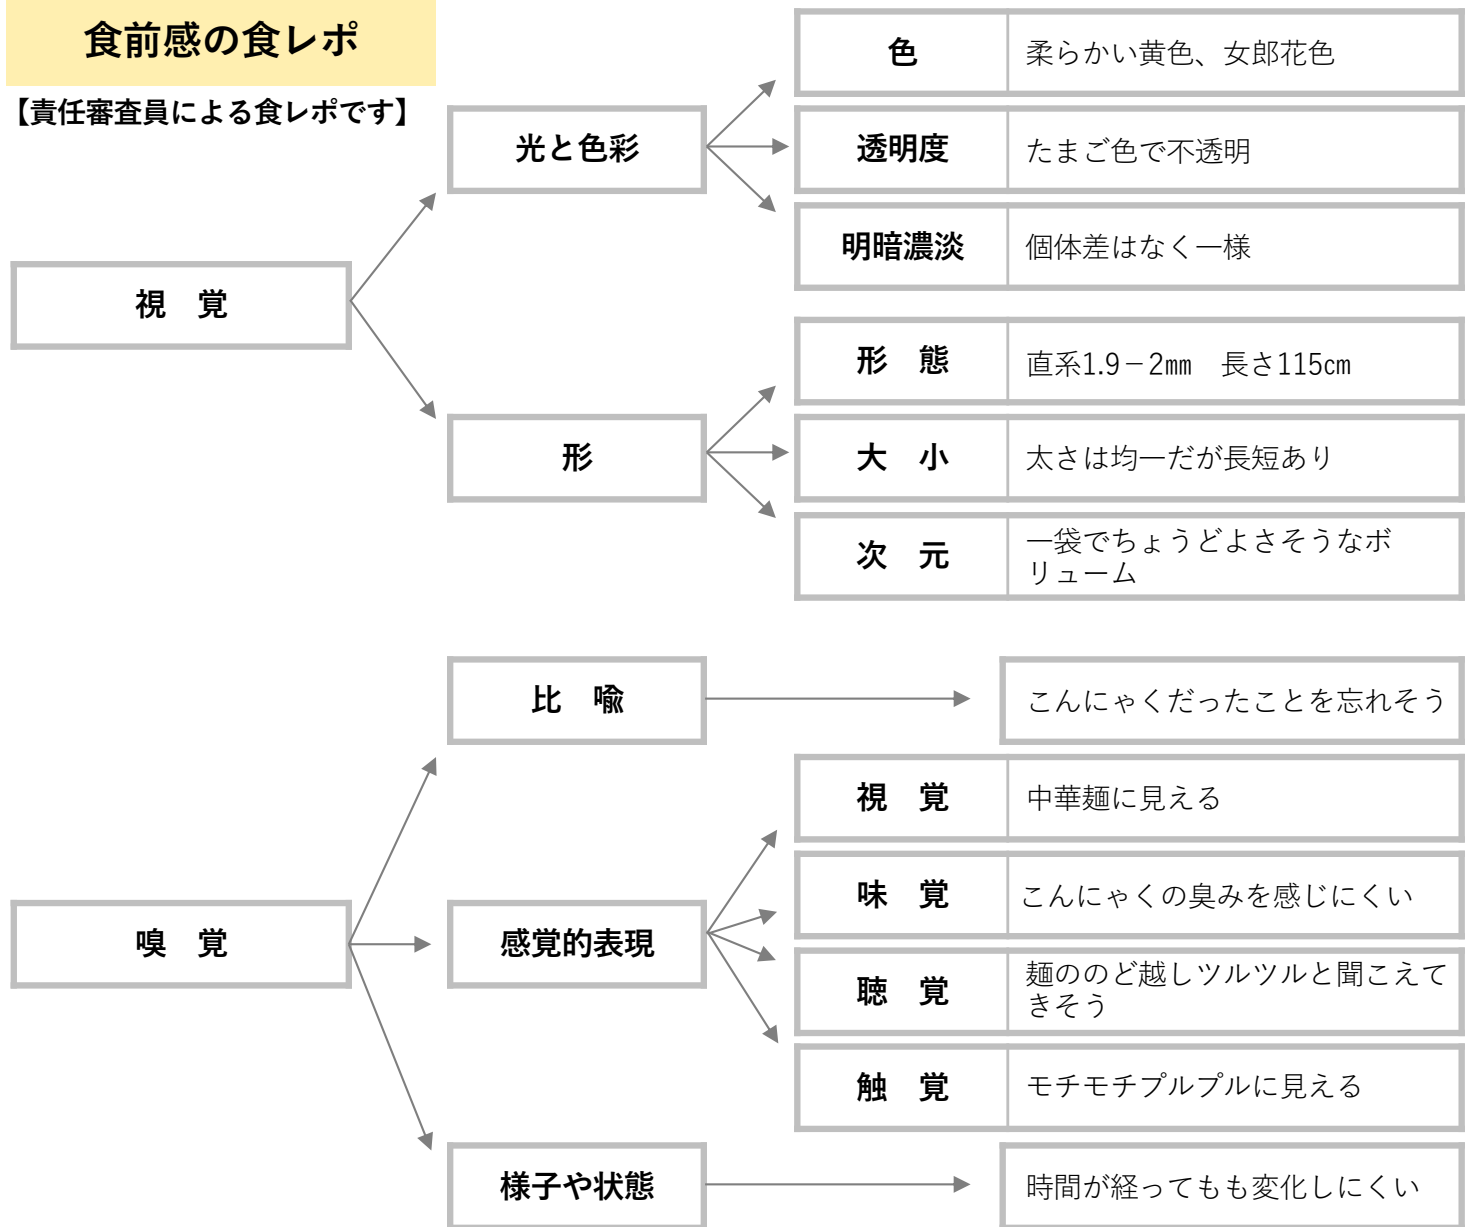 食前感の食レポ
【責任審査員による食レポです】
視　覚
光と色彩
色
柔らかい黄色、女郎花色
透明度
たまご色で不透明
明暗濃淡
個体差はなく一様
形
形　態
直系1.9－2㎜　長さ115㎝
大　小
太さは均一だが長短あり
次　元
一袋でちょうどよさそうなボ
リューム
嗅　覚
比　喩
こんにゃくだったことを忘れそう
感覚的表現
視　覚
中華麺に見える
味　覚
こんにゃくの臭みを感じにくい
聴　覚
麺ののど越しツルツルと聞こえて
きそう
触　覚
モチモチプルプルに見える
様子や状態
時間が経ってもも変化しにくい